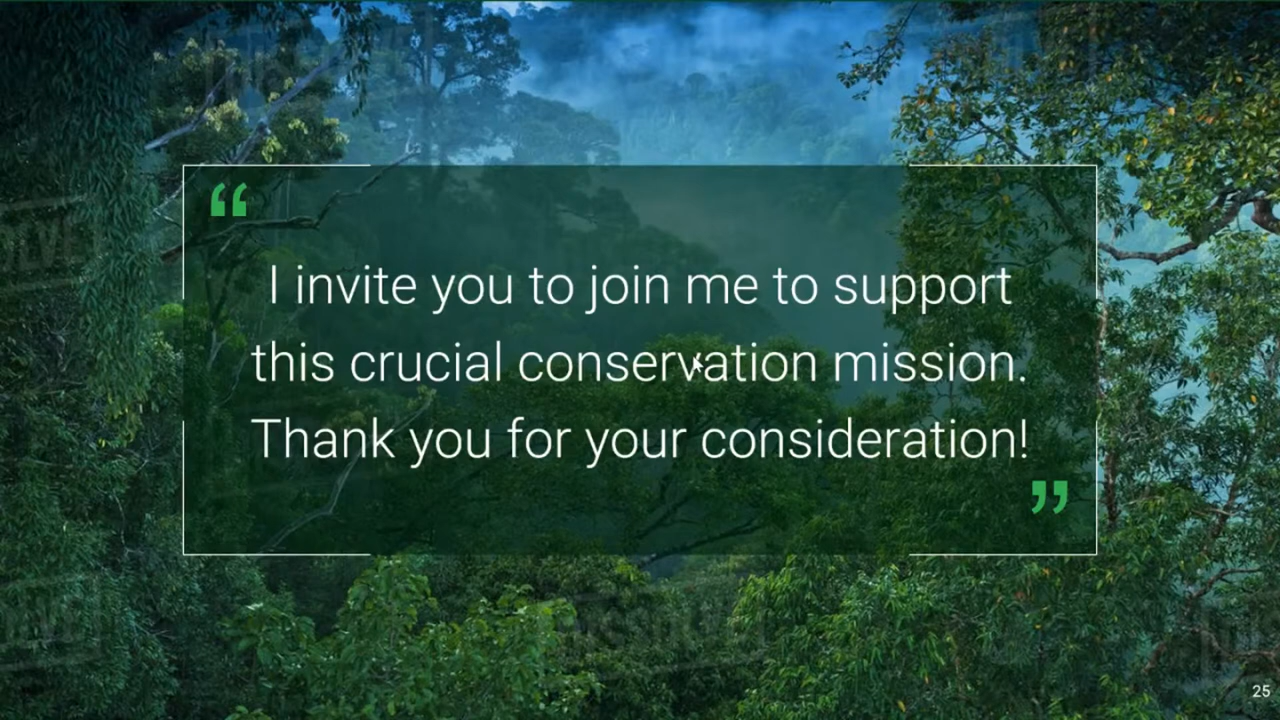 “
I invite you to join me to support
this crucial conservation mission.
Thank you for your consideration!
”
25